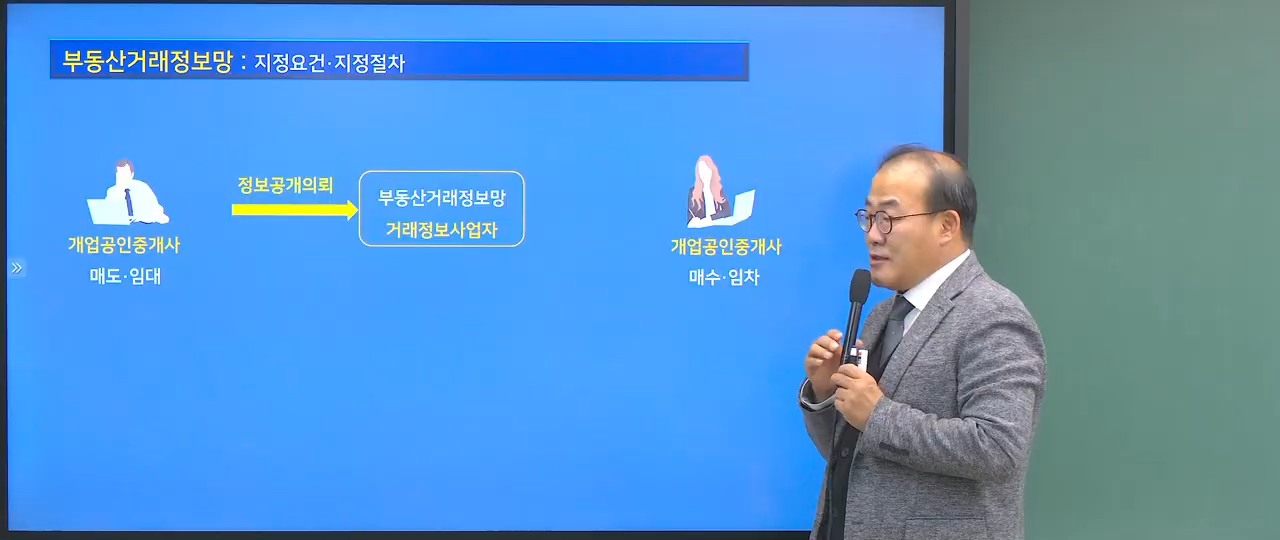 부동산거래정보망 : 지정요건·지정절차
정보공개의뢰
부동산거래정보망
거래정보사업자
개업공인중개사
매도·임대
개업공인중개사
매수·임차